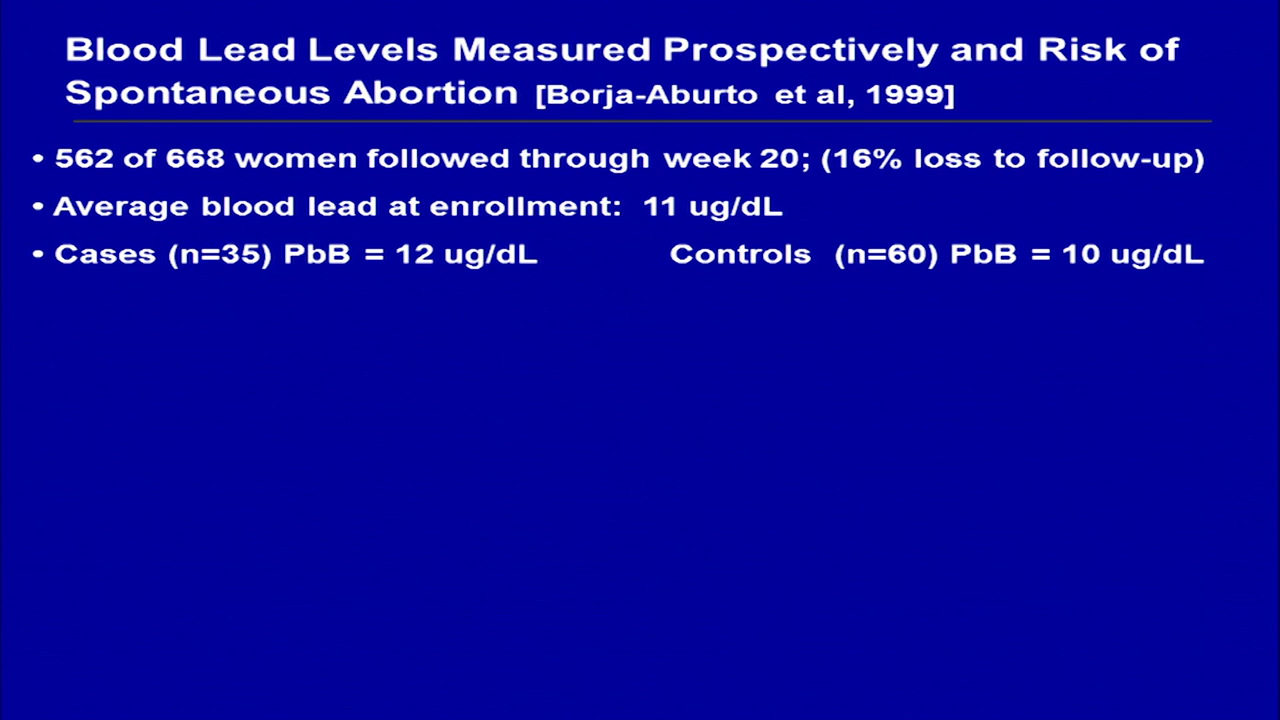 Blood Lead Levels Measured Prospectively and Risk of
Spontaneous Abortion [Borja-Aburto et al, 1999]
• 562 of 668 women followed through week 20; (16% loss to follow-up)
• Average blood lead at enrollment: 11 ug/dL
• Cases (n=35) PbB = 12 ug/dL Controls (n=60) PbB = 10 ug/dL